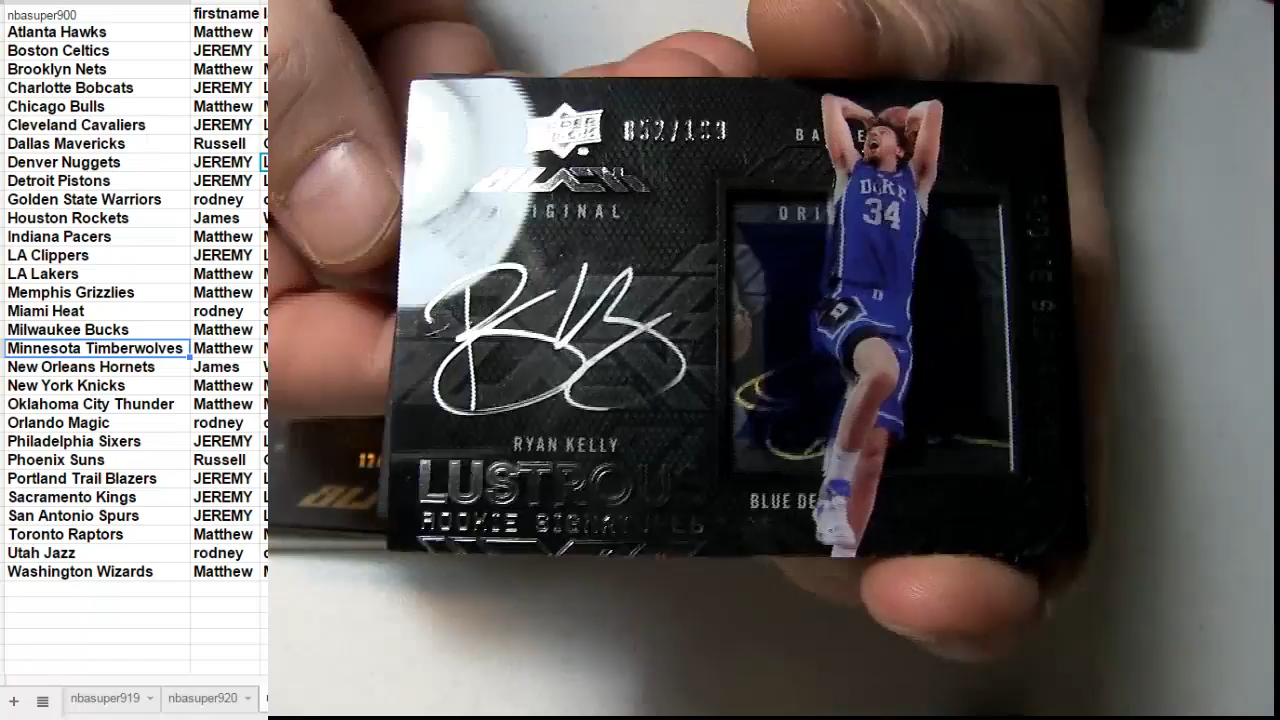 nbasuper900 firstname
Atlanta Hawks Matthew
Boston Celtics JEREMY
Brooklyn Nets Matthew
Charlotte Bobcats JEREMY
Chicago Bulls Matthew
Cleveland Cavaliers JEREMY
Dallas Mavericks Russell
Denver Nuggets JEREMY
Detroit Pistons JEREMY
Golden State Warriors rodney
Houston Rockets James
Indiana Pacers Matthew
LA Clippers JEREMY
LA Lakers Matthew
Memphis Grizzlies Matthew
Miami Heat rodney
Milwaukee Bucks Matthew
Minnesota Timberwolves Matthew
New Orleans Hornets James
New York Knicks Matthew
Oklahoma City Thunder Matthew
Orlando Magic rodney
Philadelphia Sixers JEREMY
Phoenix Suns Russell
Portland Trail Blazers JEREMY
Sacramento Kings JEREMY
San Antonio Spurs JEREMY
Toronto Raptors Matthew
Utah Jazz rodney
Washington Wizards Matthew
nbasuper919 nbasuper920
UPPER DECK
BLACK
DUKE
34
RYAN KELLY
LUSTROUS
ROOKIE SIGNATURES
BLUE DE